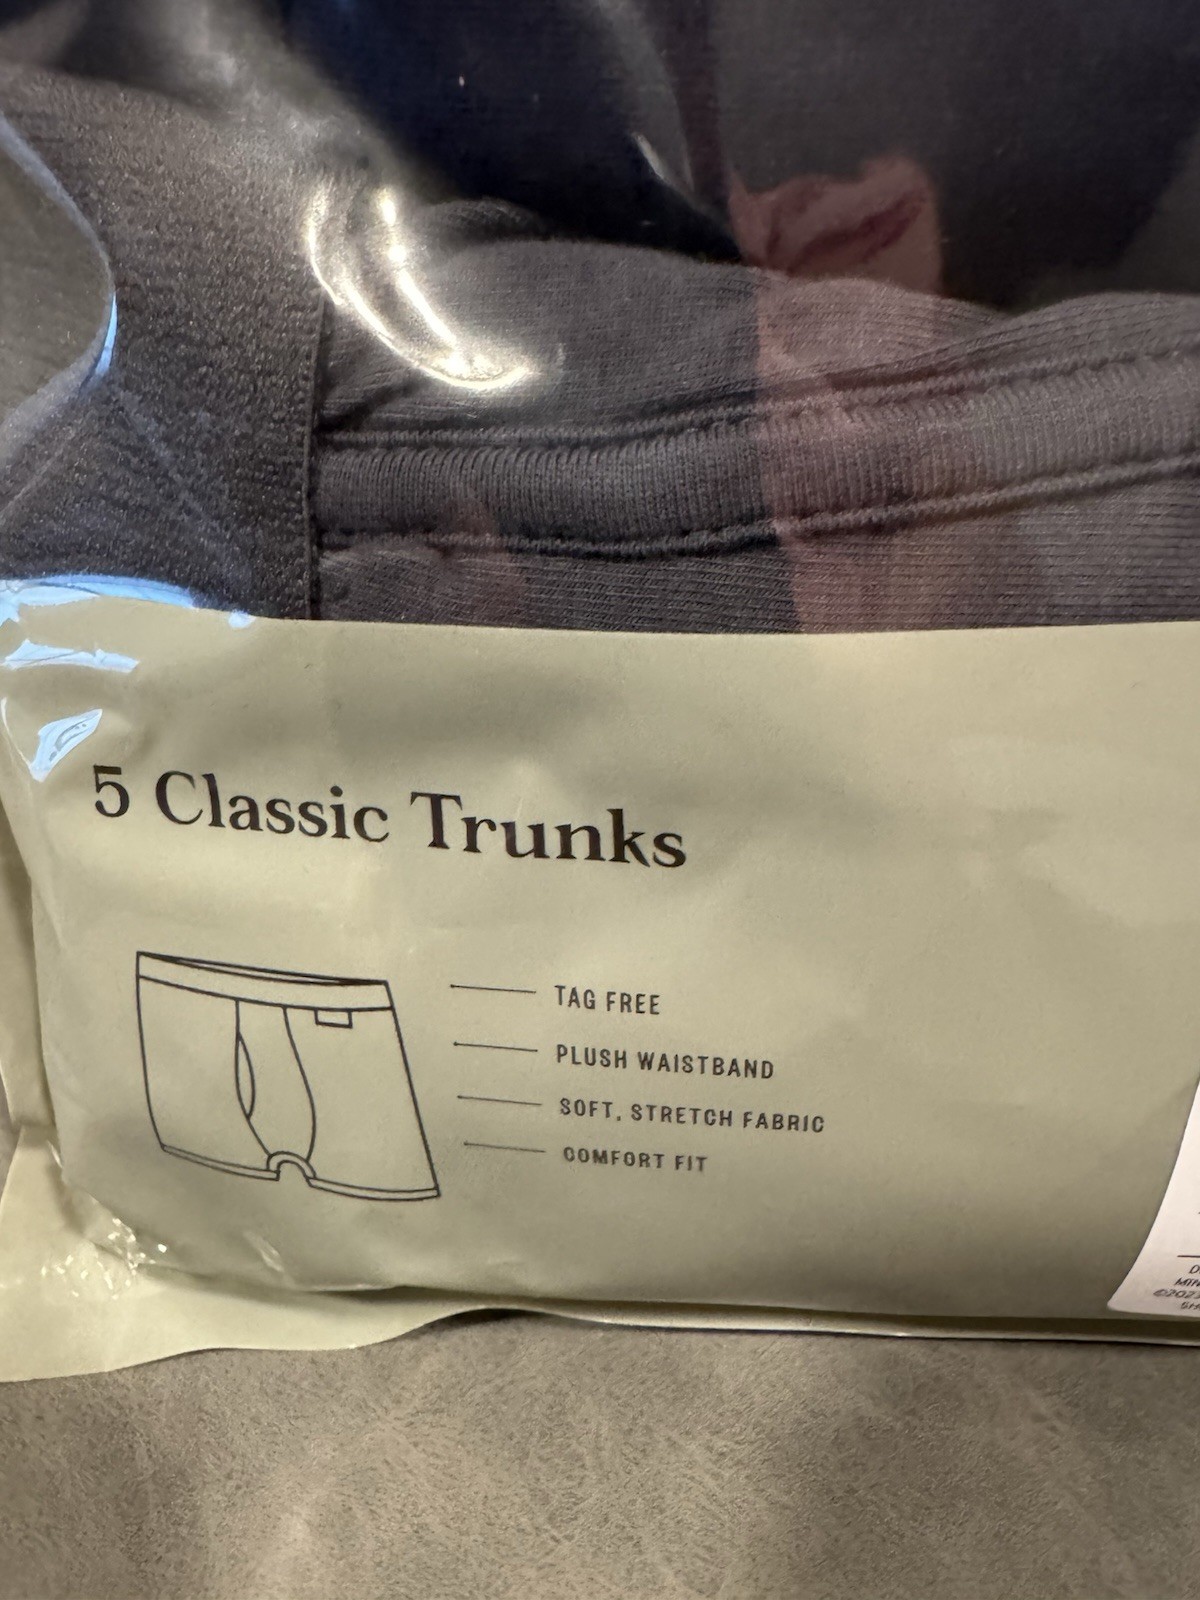 5 Classic Trunks
TAG FREE
PLUSH WAISTBAND
SOFT, STRETCH FABRIC
COMFORT FIT